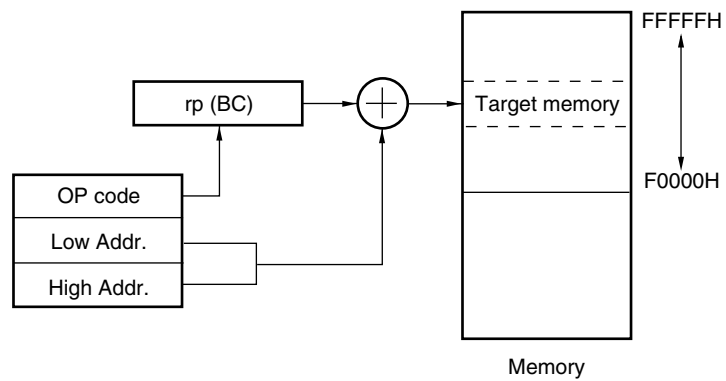 FFFFFH
rp (BC)
Target memory
F0000H
OP code
Low Addr.
High Addr.
Memory